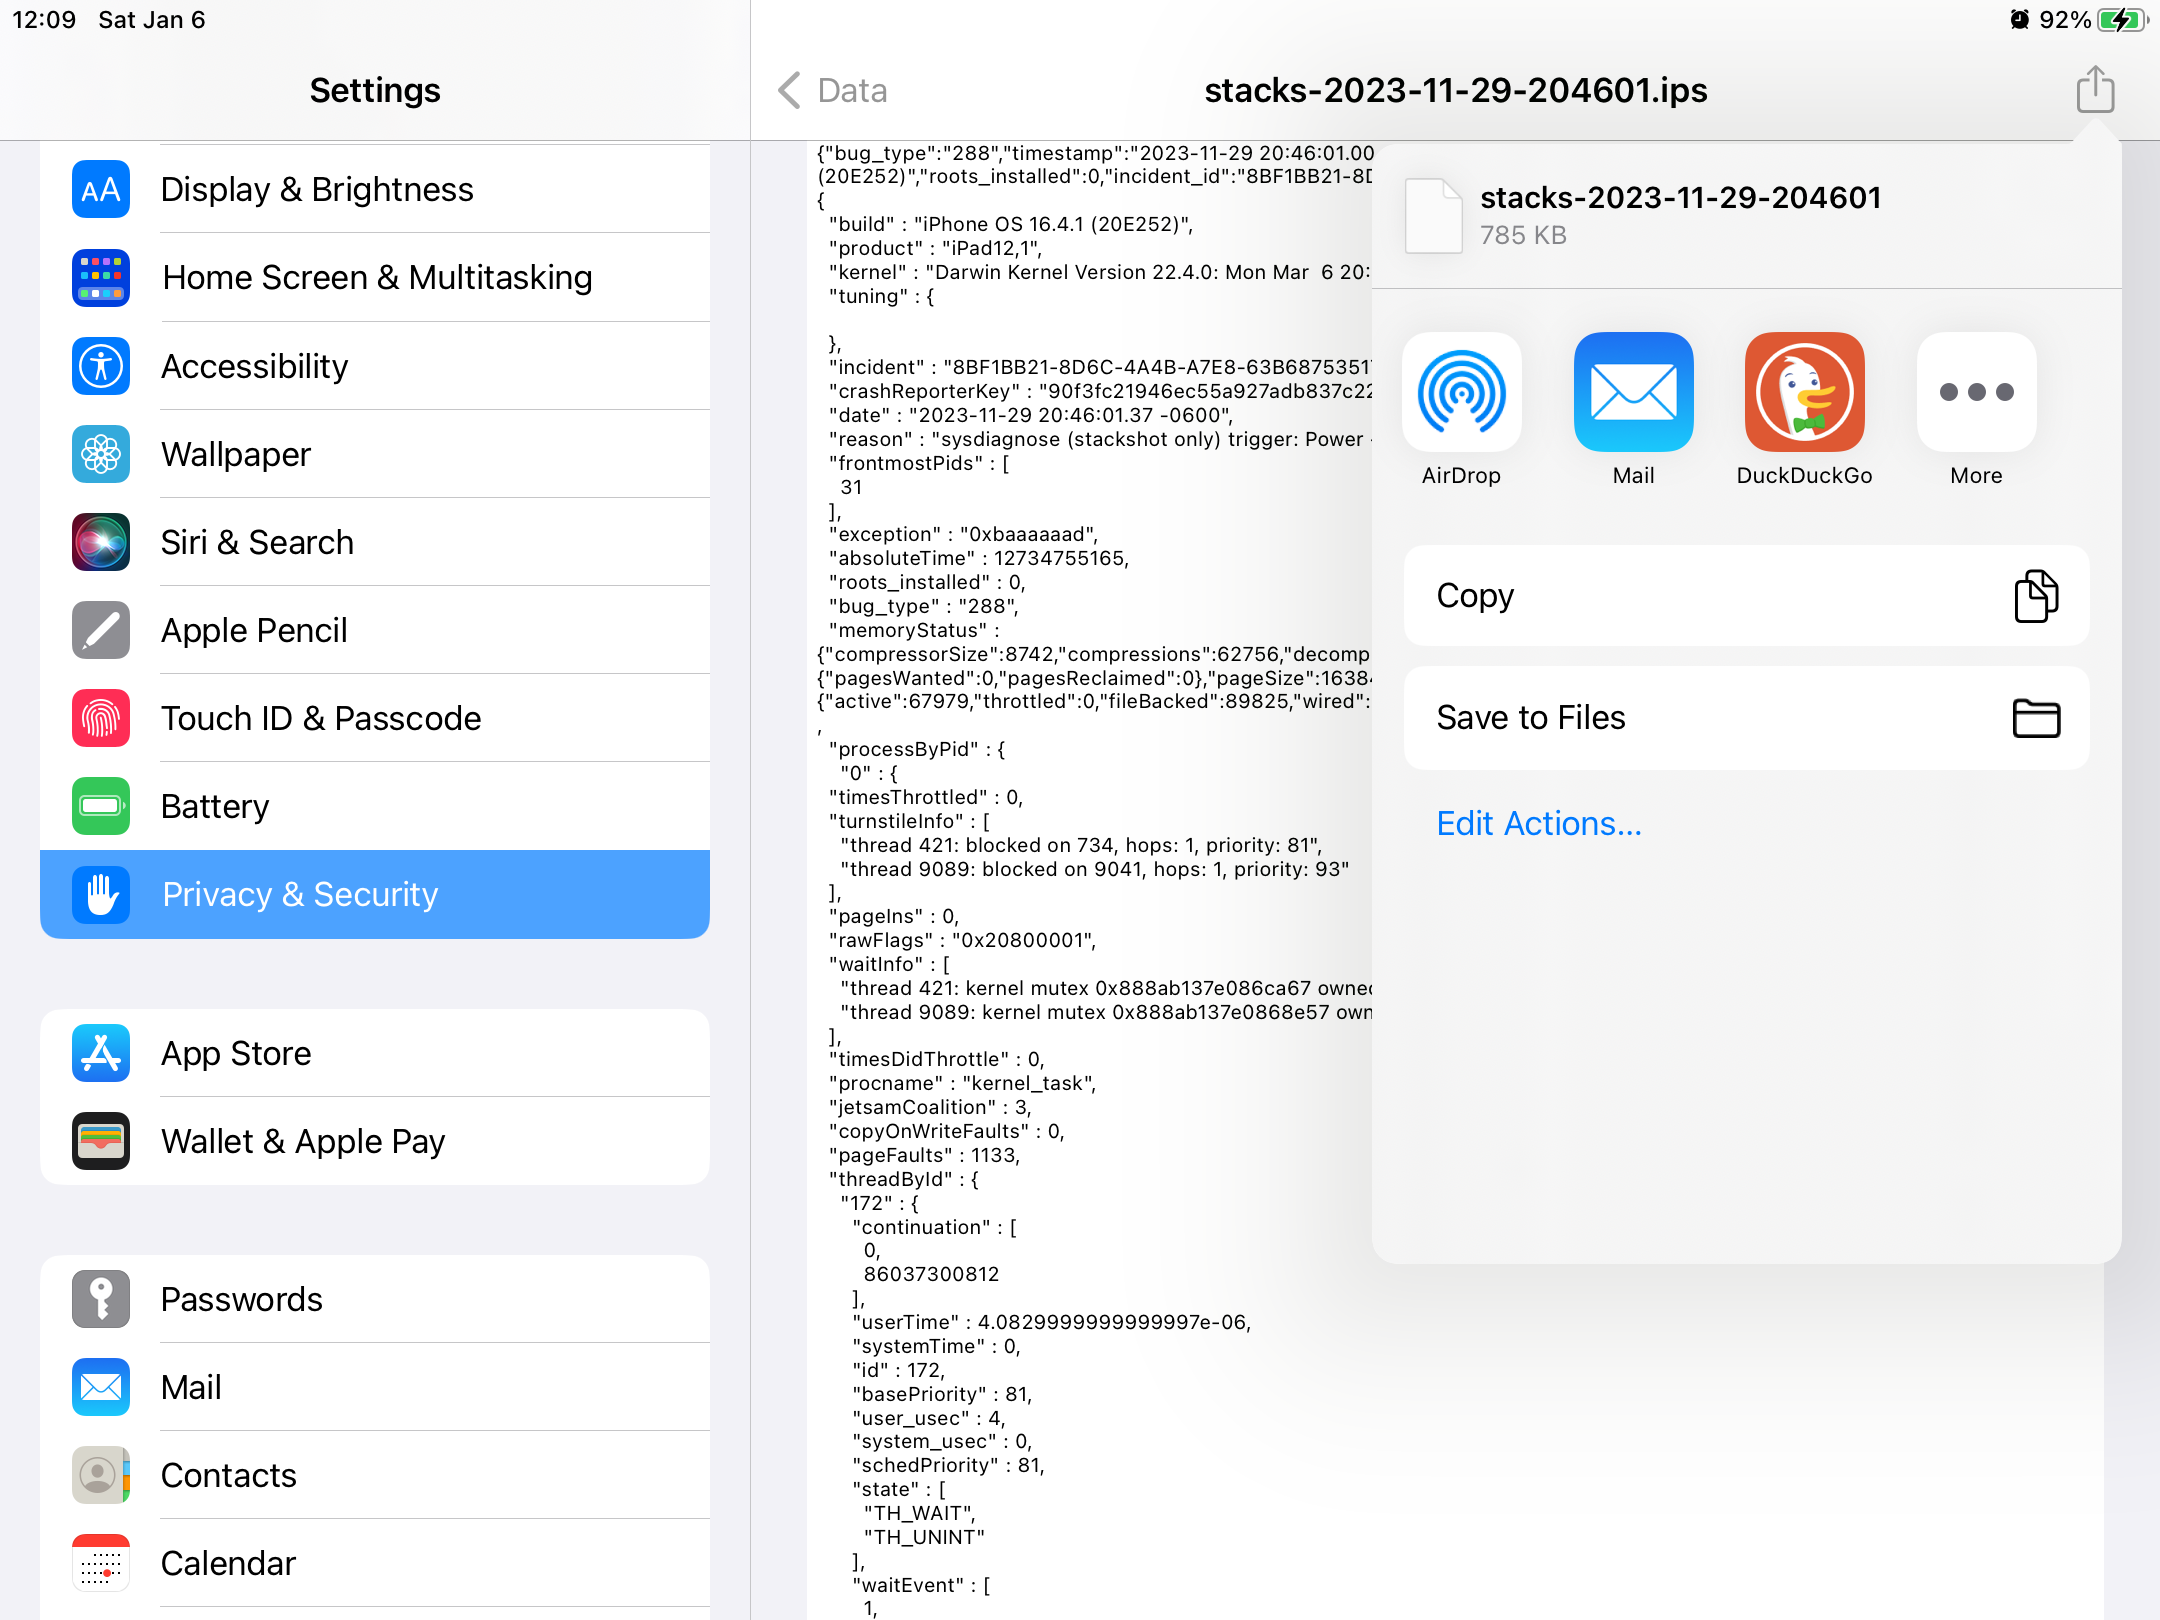 12:09 Sat Jan 6
92%
Settings
Display & Brightness
Home Screen & Multitasking
Accessibility
Wallpaper
Siri & Search
Apple Pencil
Touch ID & Passcode
Battery
Privacy & Security
App Store
Wallet & Apple Pay
Passwords
Mail
Contacts
Calendar
Data
stacks-2023-11-29-204601.ips
{"bug_type":"288","timestamp":"2023-11-29 20:46:01.00
(20E252)","roots_installed":0,"incident_id":"8BF1BB21-8D
{
"build" : "iPhone OS 16.4.1 (20E252)",
"product" : "iPad12,1",
"kernel" : "Darwin Kernel Version 22.4.0: Mon Mar  6 20:
"tuning" : {
},
"incident" : "8BF1BB21-8D6C-4A4B-A7E8-63B6875351
"crashReporterKey" : "90f3fc21946ec55a927adb837c22
"date" : "2023-11-29 20:46:01.37 -0600",
"reason" : "sysdiagnose (stackshot only) trigger: Power
"frontmostPids" : [
31
],
"exception" : "0xbaaaaaad",
"absoluteTime" : 12734755165,
"roots_installed" : 0,
"bug_type" : "288",
"memoryStatus" :
{"compressorSize":8742,"compressions":62756,"decomp
{"pagesWanted":0,"pagesReclaimed":0},"pageSize":16384
{"active":67979,"throttled":0,"fileBacked":89825,"wired":
,
"processByPid" : {
"0" : {
"timesThrottled" : 0,
"turnstileInfo" : [
"thread 421: blocked on 734, hops: 1, priority: 81",
"thread 9089: blocked on 9041, hops: 1, priority: 93"
],
"pageIns" : 0,
"rawFlags" : "0x20800001",
"waitInfo" : [
"thread 421: kernel mutex 0x888ab137e086ca67 owned
"thread 9089: kernel mutex 0x888ab137e0868e57 own
],
"timesDidThrottle" : 0,
"procname" : "kernel_task",
"jetsamCoalition" : 3,
"copyOnWriteFaults" : 0,
"pageFaults" : 1133,
"threadById" : {
"172" : {
"continuation" : [
0,
86037300812
],
"userTime" : 4.0829999999999997e-06,
"systemTime" : 0,
"id" : 172,
"basePriority" : 81,
"user_usec" : 4,
"system_usec" : 0,
"schedPriority" : 81,
"state" : [
"TH_WAIT",
"TH_UNINT"
],
"waitEvent" : [
1,
stacks-2023-11-29-204601
785 KB
AirDrop
Mail
DuckDuckGo
More
Copy
Save to Files
Edit Actions...